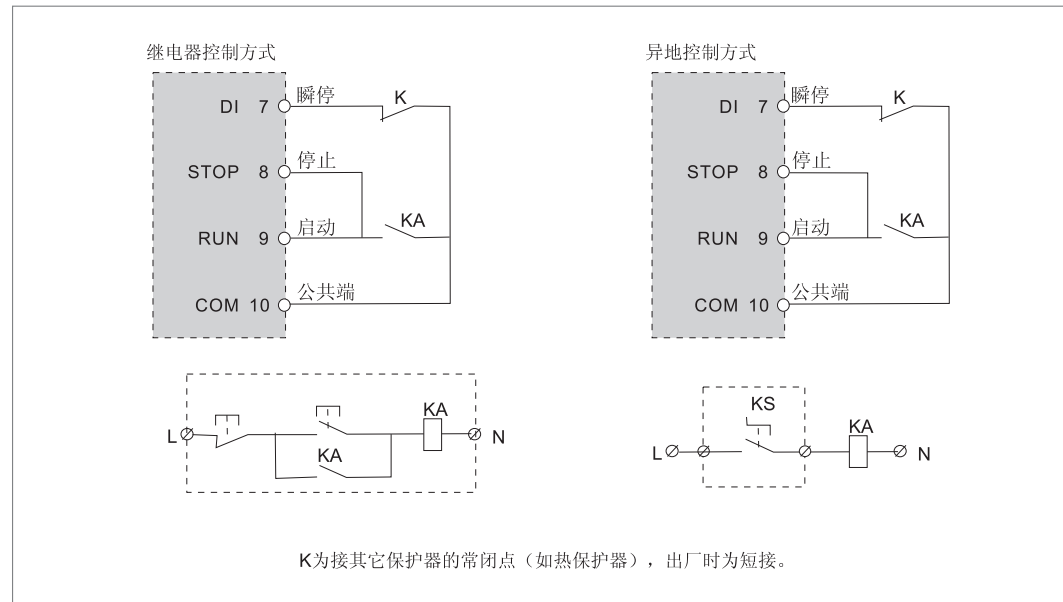 继电器控制方式
DI 7 瞬停 K
STOP 8 停止
RUN 9 启动 KA
COM 10 公共端
L KA N
KA
异地控制方式
DI 7 瞬停 K
STOP 8 停止
RUN 9 启动 KA
COM 10 公共端
KS
L KA N
K为接其它保护器的常闭点（如热保护器），出厂时为短接。